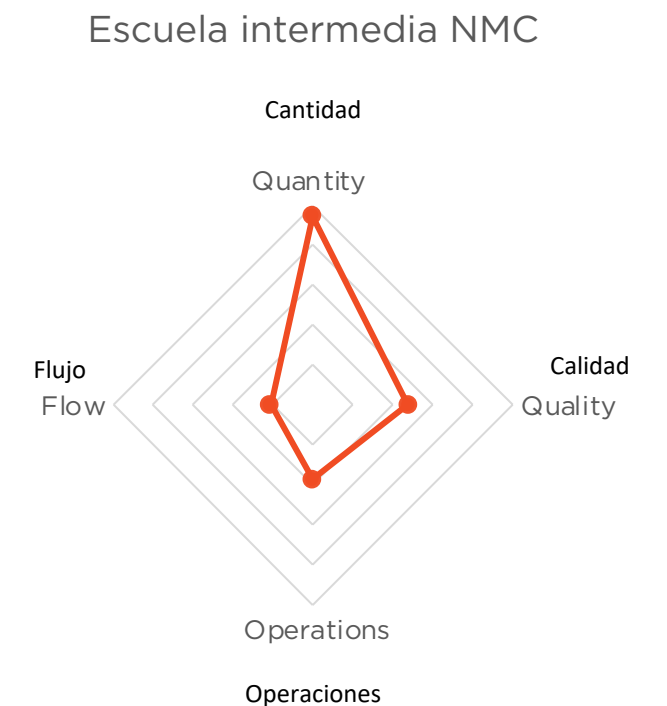 Escuela intermedia NMC
Cantidad
Quantity
Flujo
Calidad
Flow
Quality
Operations
Operaciones